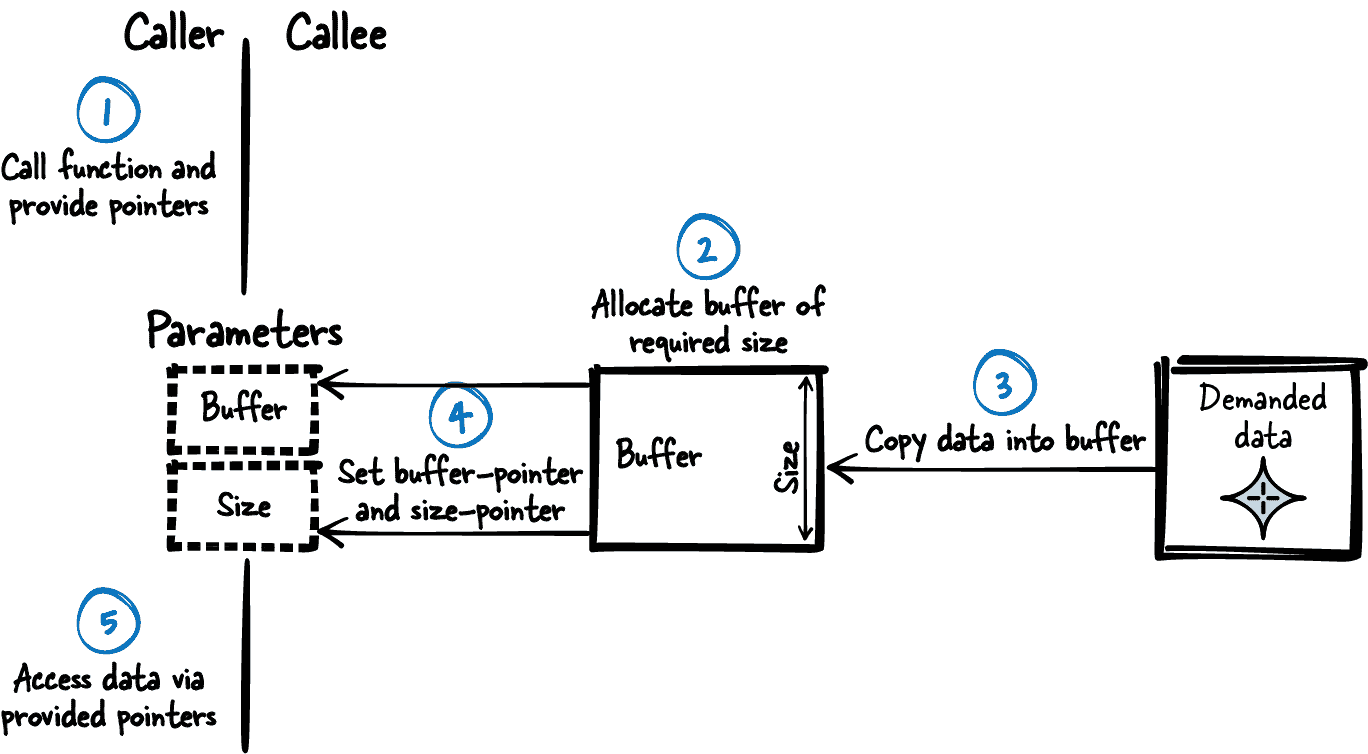 Caller
Callee
1
Call function and
provide pointers
2
Allocate buffer of
required size
Parameters
Buffer
Size
4
Set buffer-pointer
and size-pointer
Buffer
Size
3
Copy data into buffer
Demanded
data
5
Access data via
provided pointers